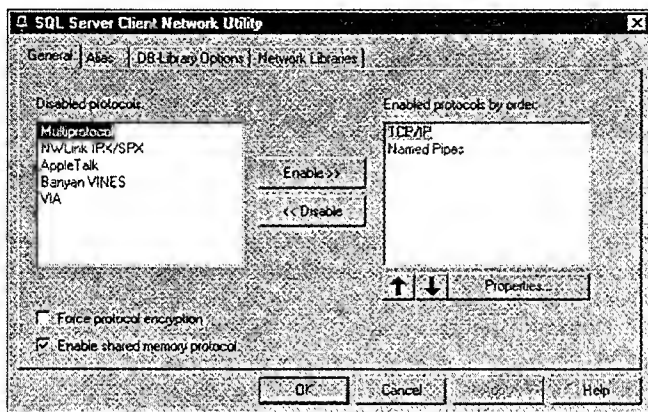 SQL Server Client Network Utility
General Alias DB-Library Options Network Libraries
Disabled protocols:
Multiprotocol
NWLink IPX/SPX
AppleTalk
Banyan VINES
VIA
Enable >>
<< Disable
Enabled protocols by order:
TCP/IP
Named Pipes
Properties...
Force protocol encryption
Enable shared memory protocol
OK Cancel Help